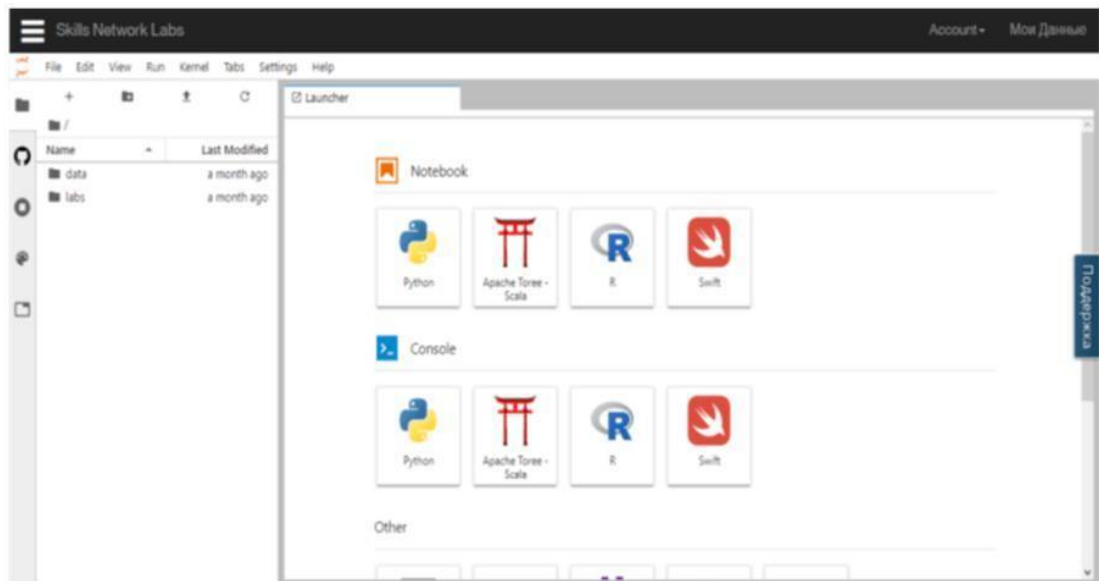 Skills Network Labs Account Мои Данные
File Edit View Run Kernel Tabs Settings Help
Launcher
/
Name Last Modified
data a month ago
labs a month ago
Notebook
Python Apache Toree - Scala R Swift
Console
Python Apache Toree - Scala R Swift
Other
Поддержка